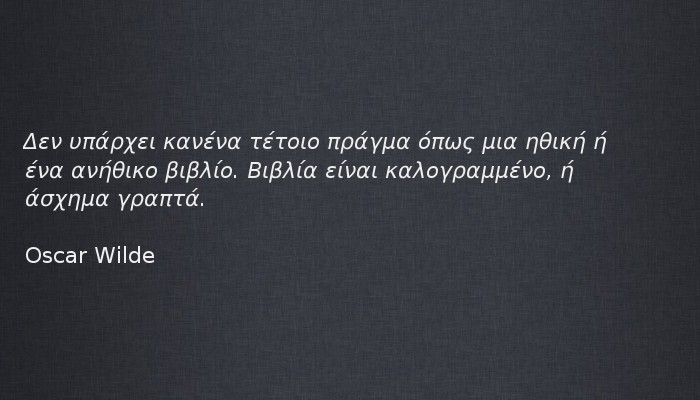 Δεν υπάρχει κανένα τέτοιο πράγμα όπως μια ηθική ή
ένα ανήθικο βιβλίο. Βιβλία είναι καλογραμμένο, ή
άσχημα γραπτά.
Oscar Wilde